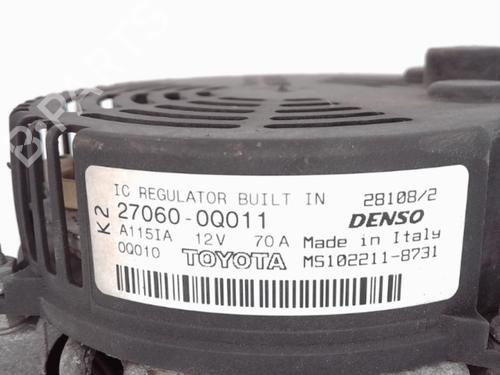 IC REGULATOR BUILT IN 28108/2
K2 27060-0Q011 DENSO
A115IA 12V 70A Made in Italy
0Q010 TOYOTA MS102211-8731
B-PARTS